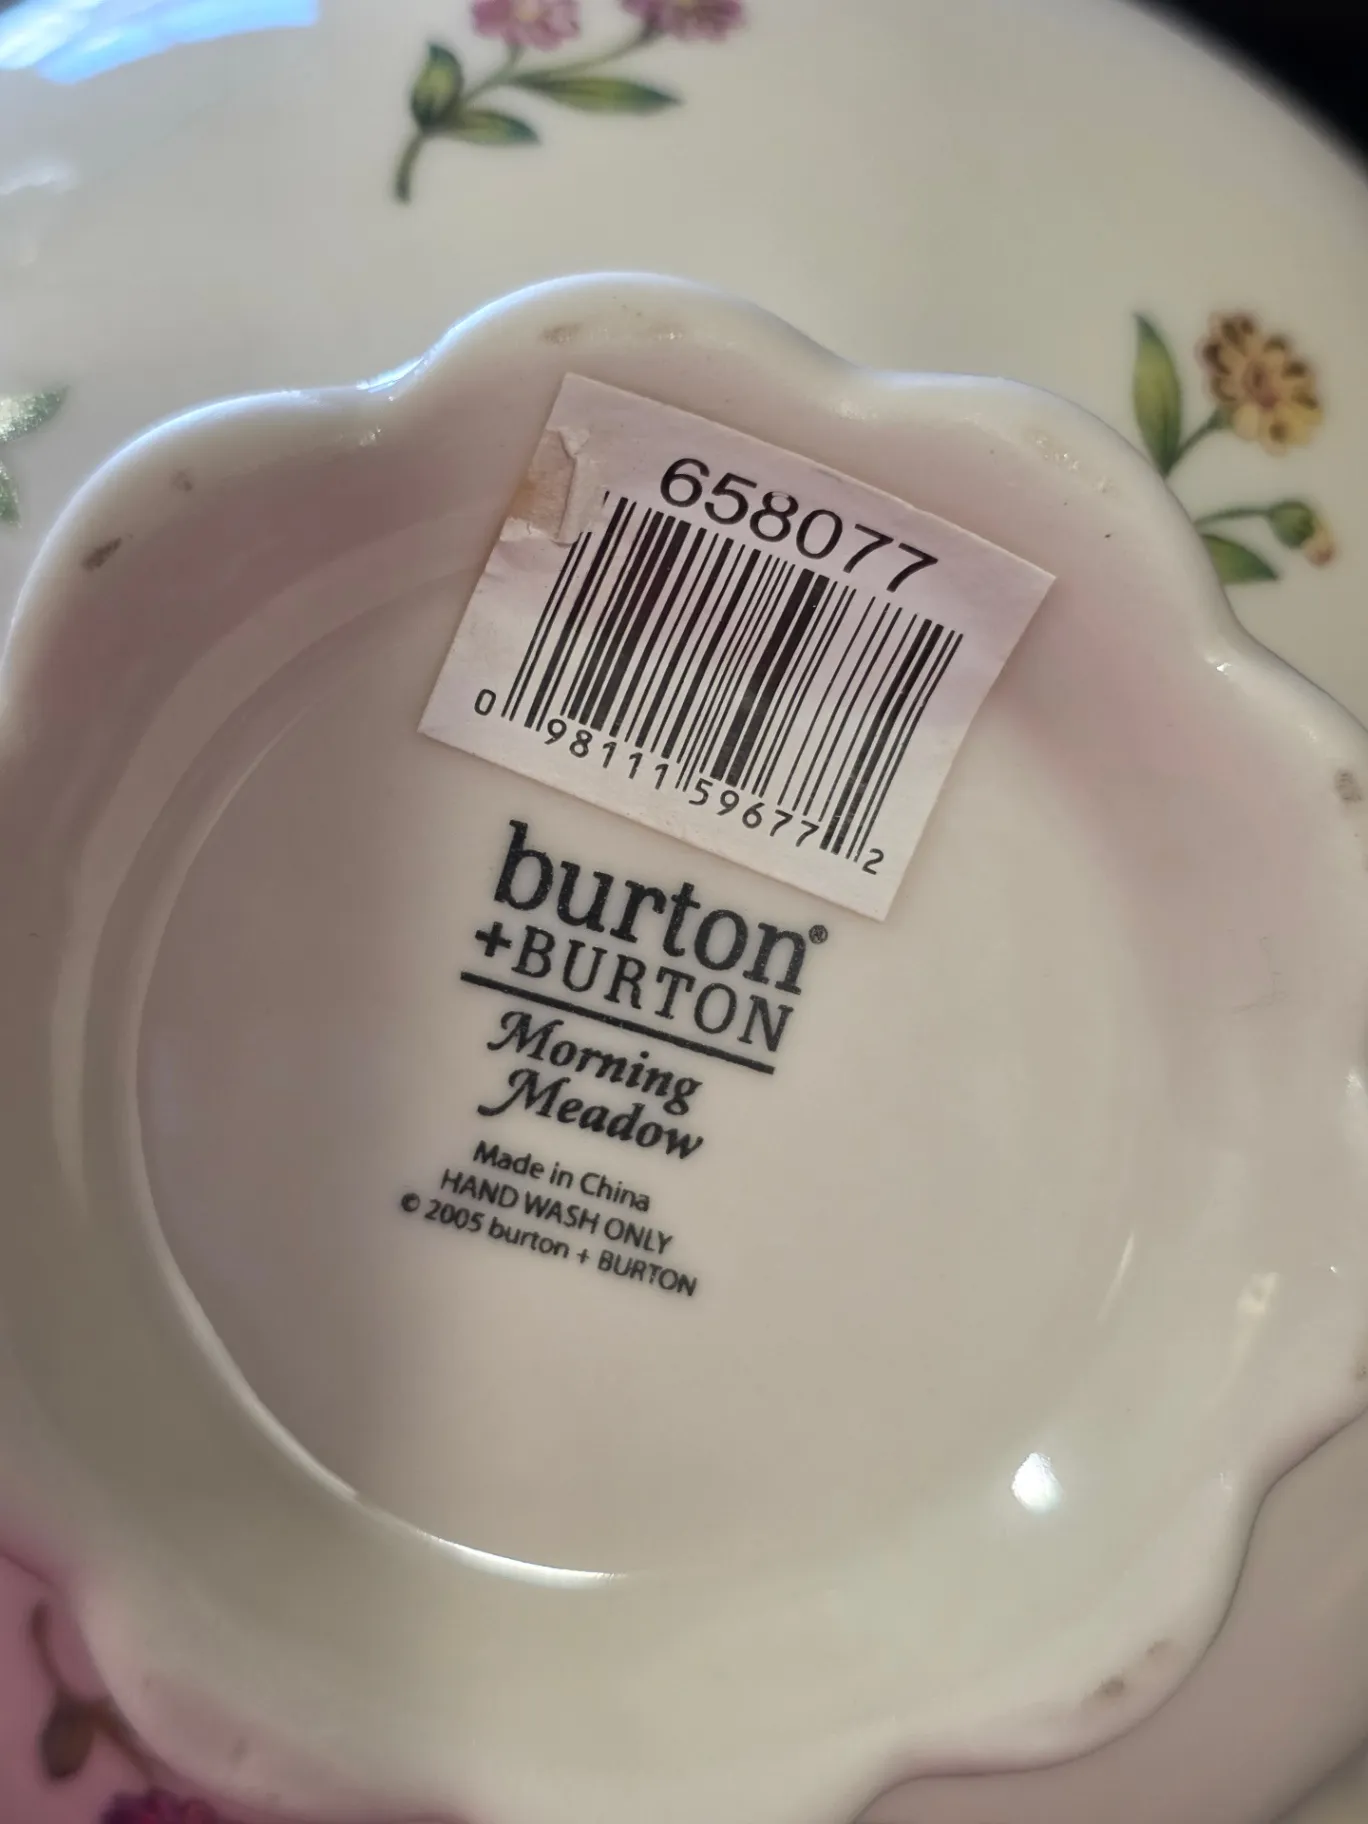 658077
0 98111 59677 2
burton®
+BURTON
Morning
Meadow
Made in China
HAND WASH ONLY
© 2005 burton + BURTON